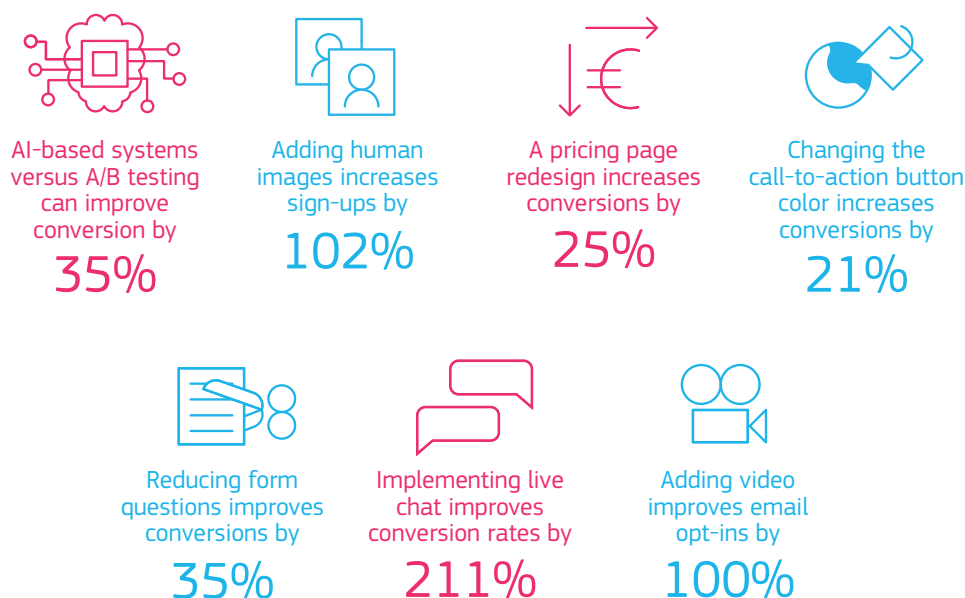 AI-based systems
versus A/B testing
can improve
conversion by
35%
Adding human
images increases
sign-ups by
102%
A pricing page
redesign increases
conversions by
25%
Changing the
call-to-action button
color increases
conversions by
21%
Reducing form
questions improves
conversions by
35%
Implementing live
chat improves
conversion rates by
211%
Adding video
improves email
opt-ins by
100%